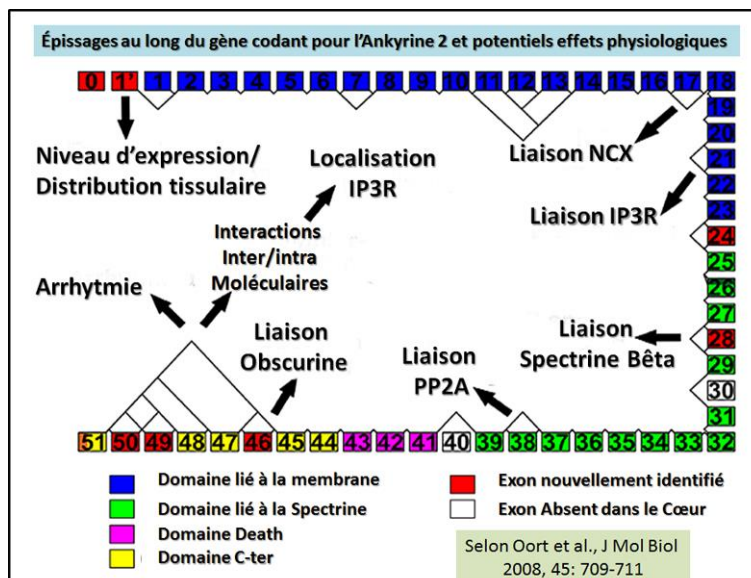 Épissages au long du gène codant pour l'Ankyrine 2 et potentiels effets physiologiques
0 1' 1 2 3 4 5 6 7 8 9 10 11 12 13 14 15 16 17 18
19
20
21
22
23
24
25
26
27
28
29
30
31
Niveau d'expression/
Distribution tissulaire
Localisation
IP3R
Liaison NCX
Liaison IP3R
Interactions
Inter/intra
Moléculaires
Arrhytmie
Liaison
Obscurine
Liaison
PP2A
Liaison
Spectrine Bêta
51 50 49 48 47 46 45 44 43 42 41 40 39 38 37 36 35 34 33 32
Domaine lié à la membrane
Domaine lié à la Spectrine
Domaine Death
Domaine C-ter
Exon nouvellement identifié
Exon Absent dans le Cœur
Selon Oort et al., J Mol Biol
2008, 45: 709-711